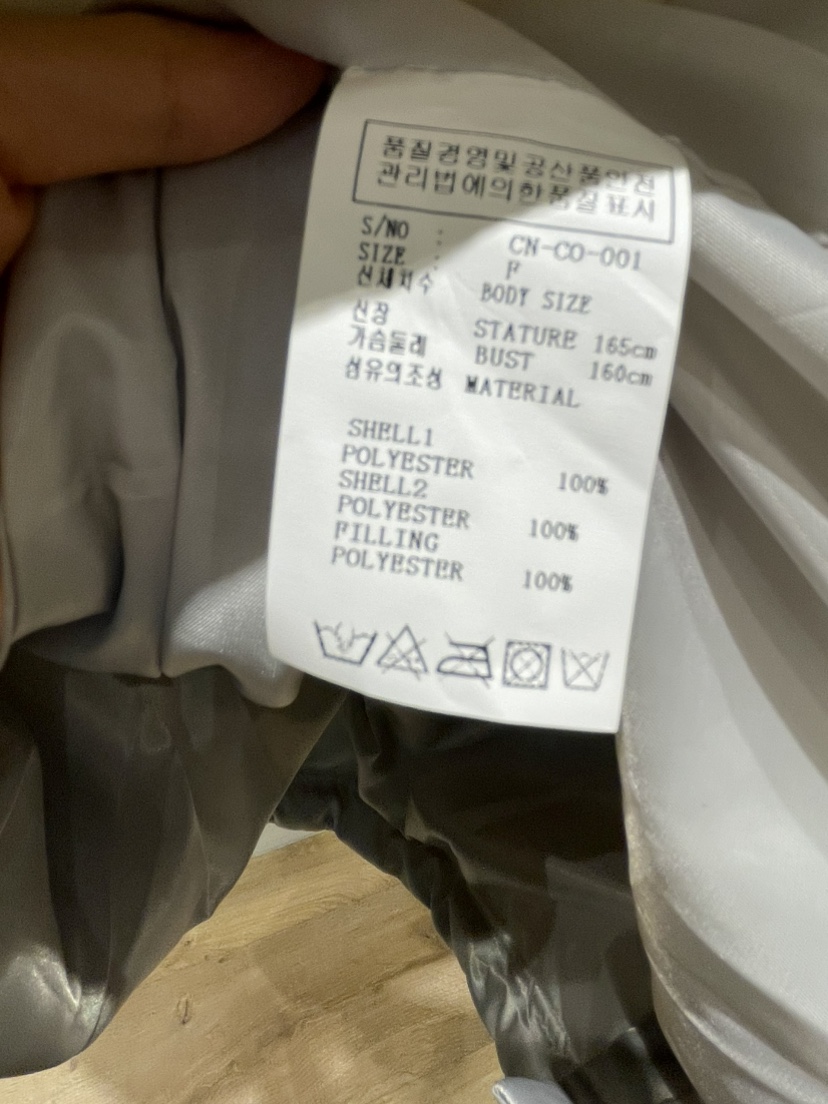 품질경영및공산품안전
관리법에의한품질표시
S/NO : CN-CO-001
SIZE : F
신체치수 BODY SIZE
신장 STATURE 165cm
가슴둘레 BUST 160cm
섬유의조성 MATERIAL
SHELL1
POLYESTER 100%
SHELL2
POLYESTER 100%
FILLING
POLYESTER 100%